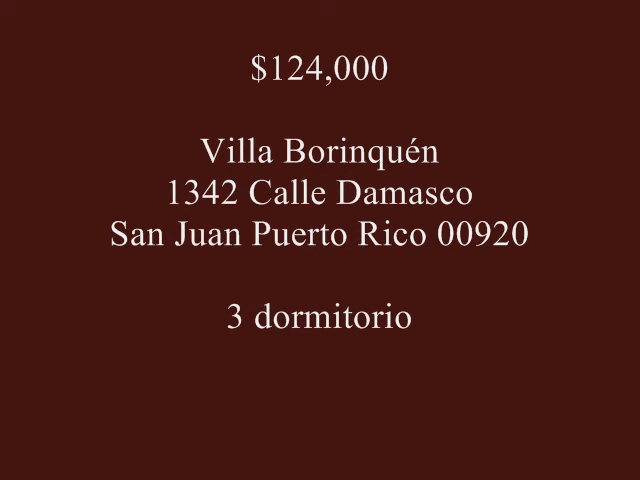 $124,000
Villa Borinquén
1342 Calle Damasco
San Juan Puerto Rico 00920
3 dormitorio